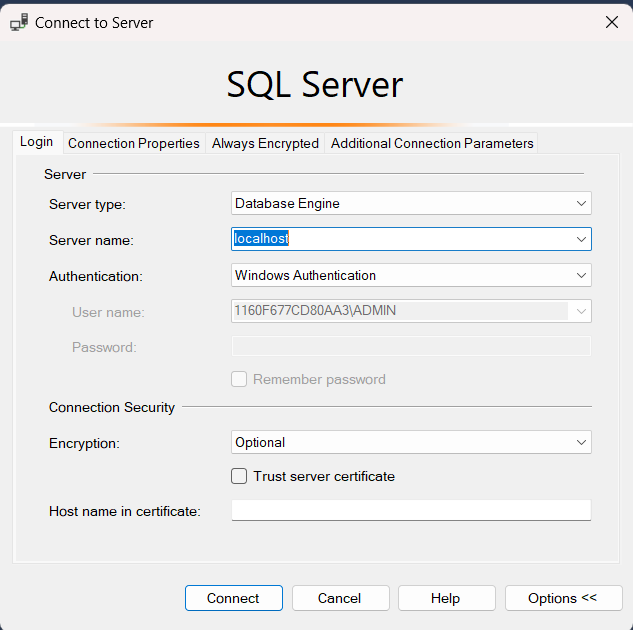 Connect to Server
SQL Server
Login Connection Properties Always Encrypted Additional Connection Parameters
Server
Server type: Database Engine
Server name: localhost
Authentication: Windows Authentication
User name: 1160F677CD80AA3\ADMIN
Password:
Remember password
Connection Security
Encryption: Optional
Trust server certificate
Host name in certificate:
Connect Cancel Help Options <<